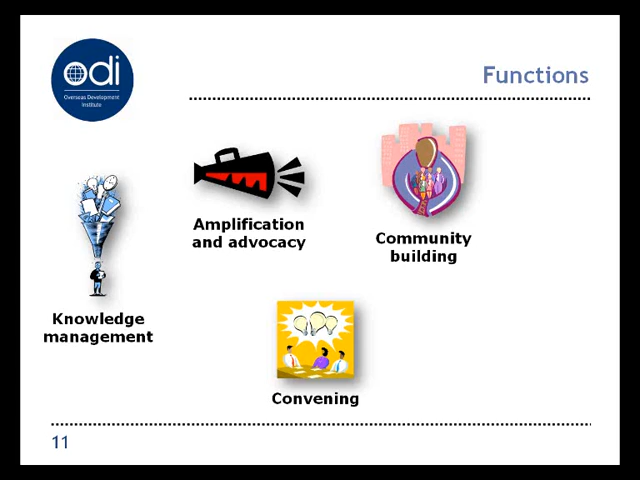 odi
Overseas Development
Institute
Functions
Amplification
and advocacy
Community
building
Knowledge
management
Convening
11